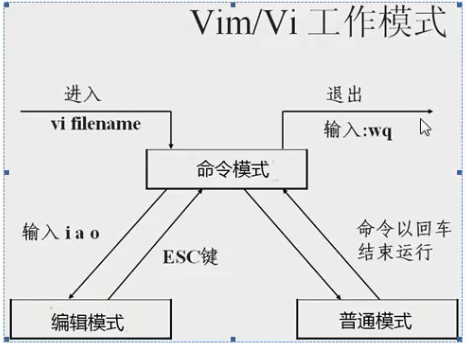 Vim/Vi 工作模式
进入
vi filename
退出
输入:wq
命令模式
输入 i a o
ESC键
命令以回车
结束运行
编辑模式
普通模式